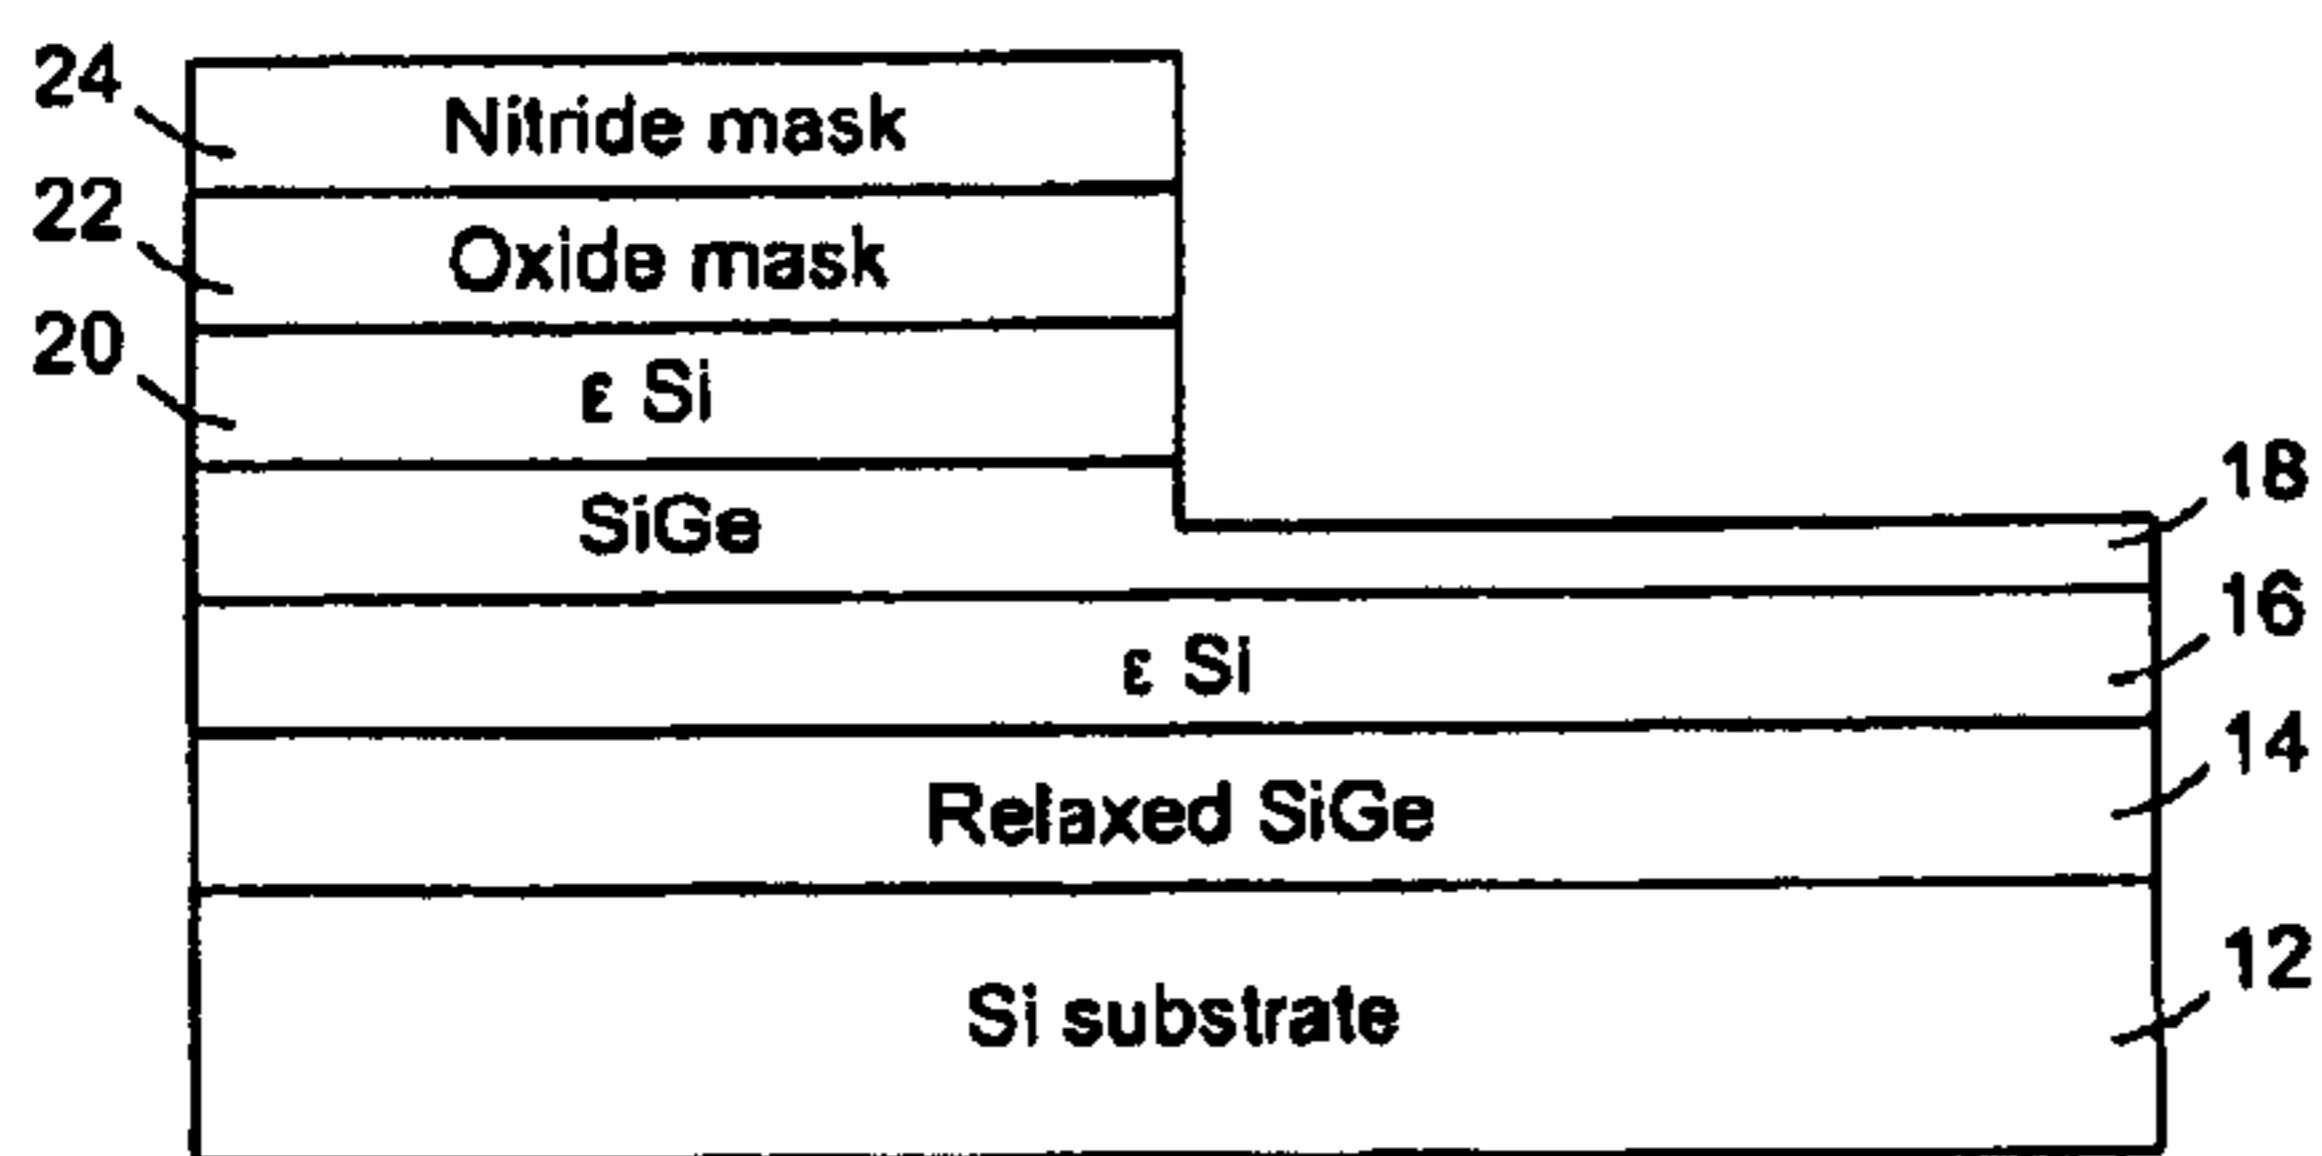 24
Nitride mask
22
Oxide mask
20
ε Si
SiGe
18
ε Si
16
Relaxed SiGe
14
Si substrate
12